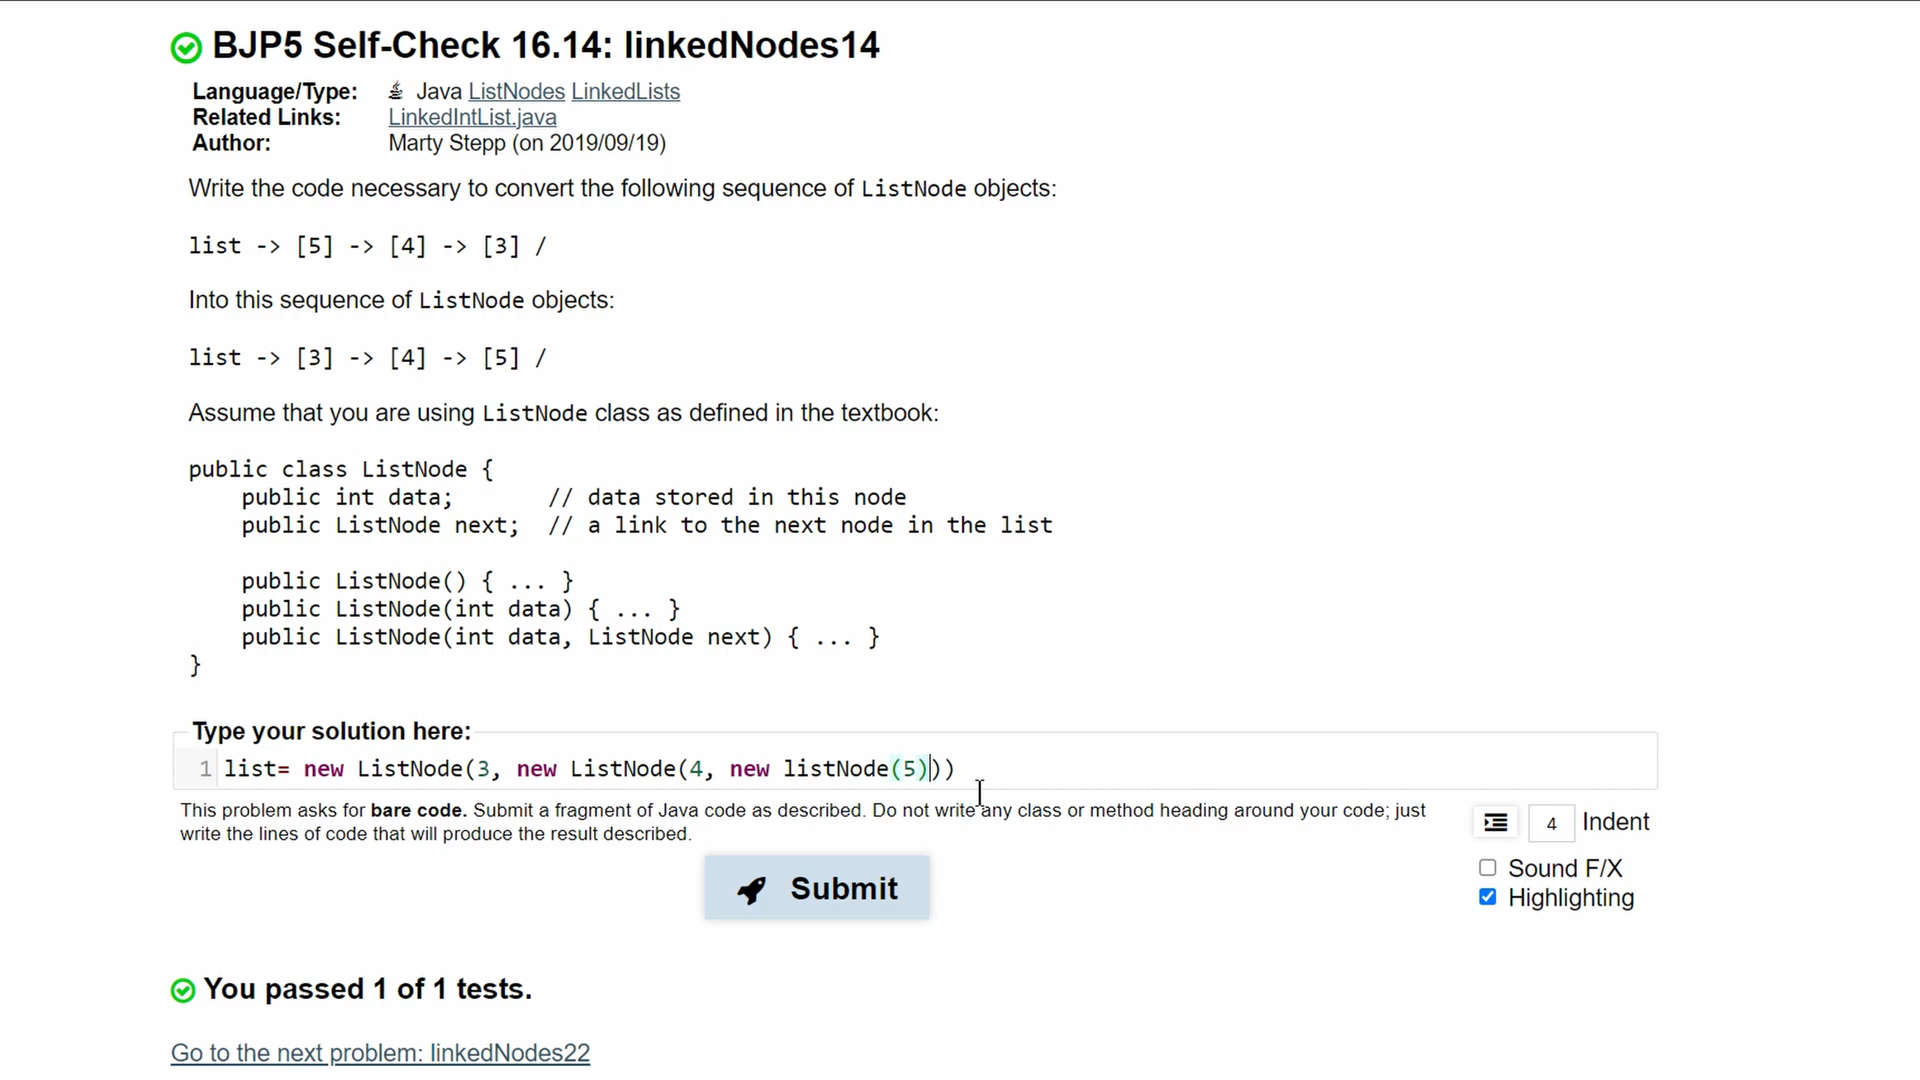 BJP5 Self-Check 16.14: linkedNodes14
Language/Type: Java ListNodes LinkedLists
Related Links: LinkedIntList.java
Author: Marty Stepp (on 2019/09/19)
Write the code necessary to convert the following sequence of ListNode objects:
list -> [5] -> [4] -> [3] /
Into this sequence of ListNode objects:
list -> [3] -> [4] -> [5] /
Assume that you are using ListNode class as defined in the textbook:
public class ListNode {
    public int data;       // data stored in this node
    public ListNode next;  // a link to the next node in the list
    public ListNode() { ... }
    public ListNode(int data) { ... }
    public ListNode(int data, ListNode next) { ... }
}
Type your solution here:
1 list= new ListNode(3, new ListNode(4, new listNode(5)))
This problem asks for bare code. Submit a fragment of Java code as described. Do not write any class or method heading around your code; just
write the lines of code that will produce the result described.
4 Indent
Sound F/X
Highlighting
Submit
You passed 1 of 1 tests.
Go to the next problem: linkedNodes22